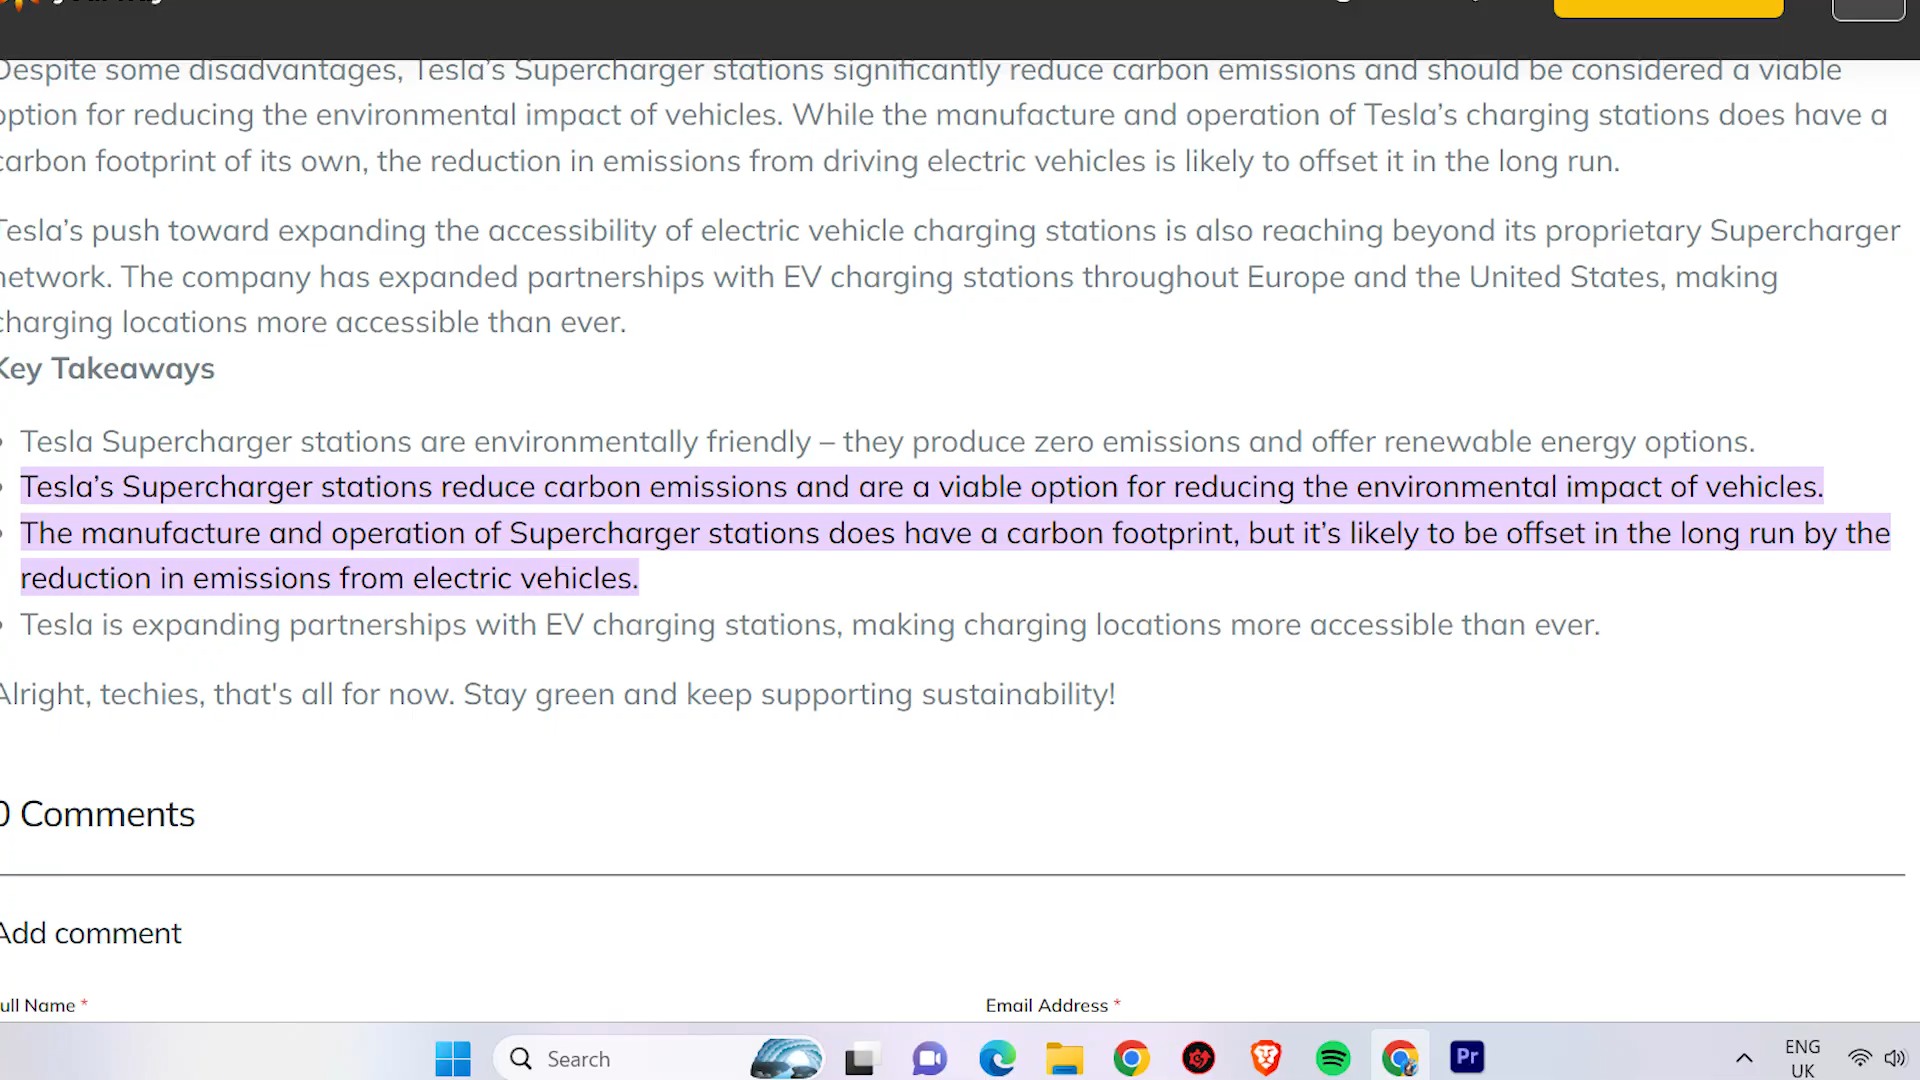 Despite some disadvantages, Tesla’s Supercharger stations significantly reduce carbon emissions and should be considered a viable
option for reducing the environmental impact of vehicles. While the manufacture and operation of Tesla’s charging stations does have a
carbon footprint of its own, the reduction in emissions from driving electric vehicles is likely to offset it in the long run.
Tesla’s push toward expanding the accessibility of electric vehicle charging stations is also reaching beyond its proprietary Supercharger
network. The company has expanded partnerships with EV charging stations throughout Europe and the United States, making
charging locations more accessible than ever.
Key Takeaways
Tesla Supercharger stations are environmentally friendly – they produce zero emissions and offer renewable energy options.
Tesla’s Supercharger stations reduce carbon emissions and are a viable option for reducing the environmental impact of vehicles.
The manufacture and operation of Supercharger stations does have a carbon footprint, but it’s likely to be offset in the long run by the
reduction in emissions from electric vehicles.
Tesla is expanding partnerships with EV charging stations, making charging locations more accessible than ever.
Alright, techies, that's all for now. Stay green and keep supporting sustainability!
0 Comments
Add comment
ull Name *
Email Address *
Search
Pr
ENG
UK